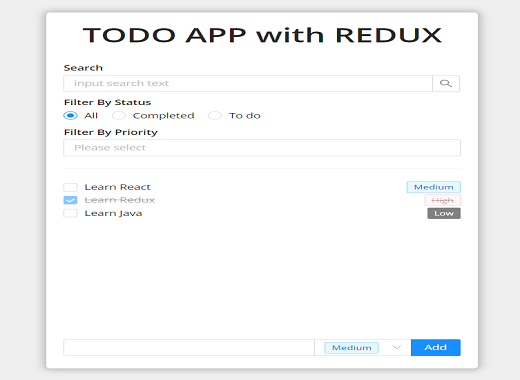 TODO APP with REDUX
Search
input search text
Filter By Status
All Completed To do
Filter By Priority
Please select
Learn React Medium
Learn Redux High
Learn Java Low
Medium Add